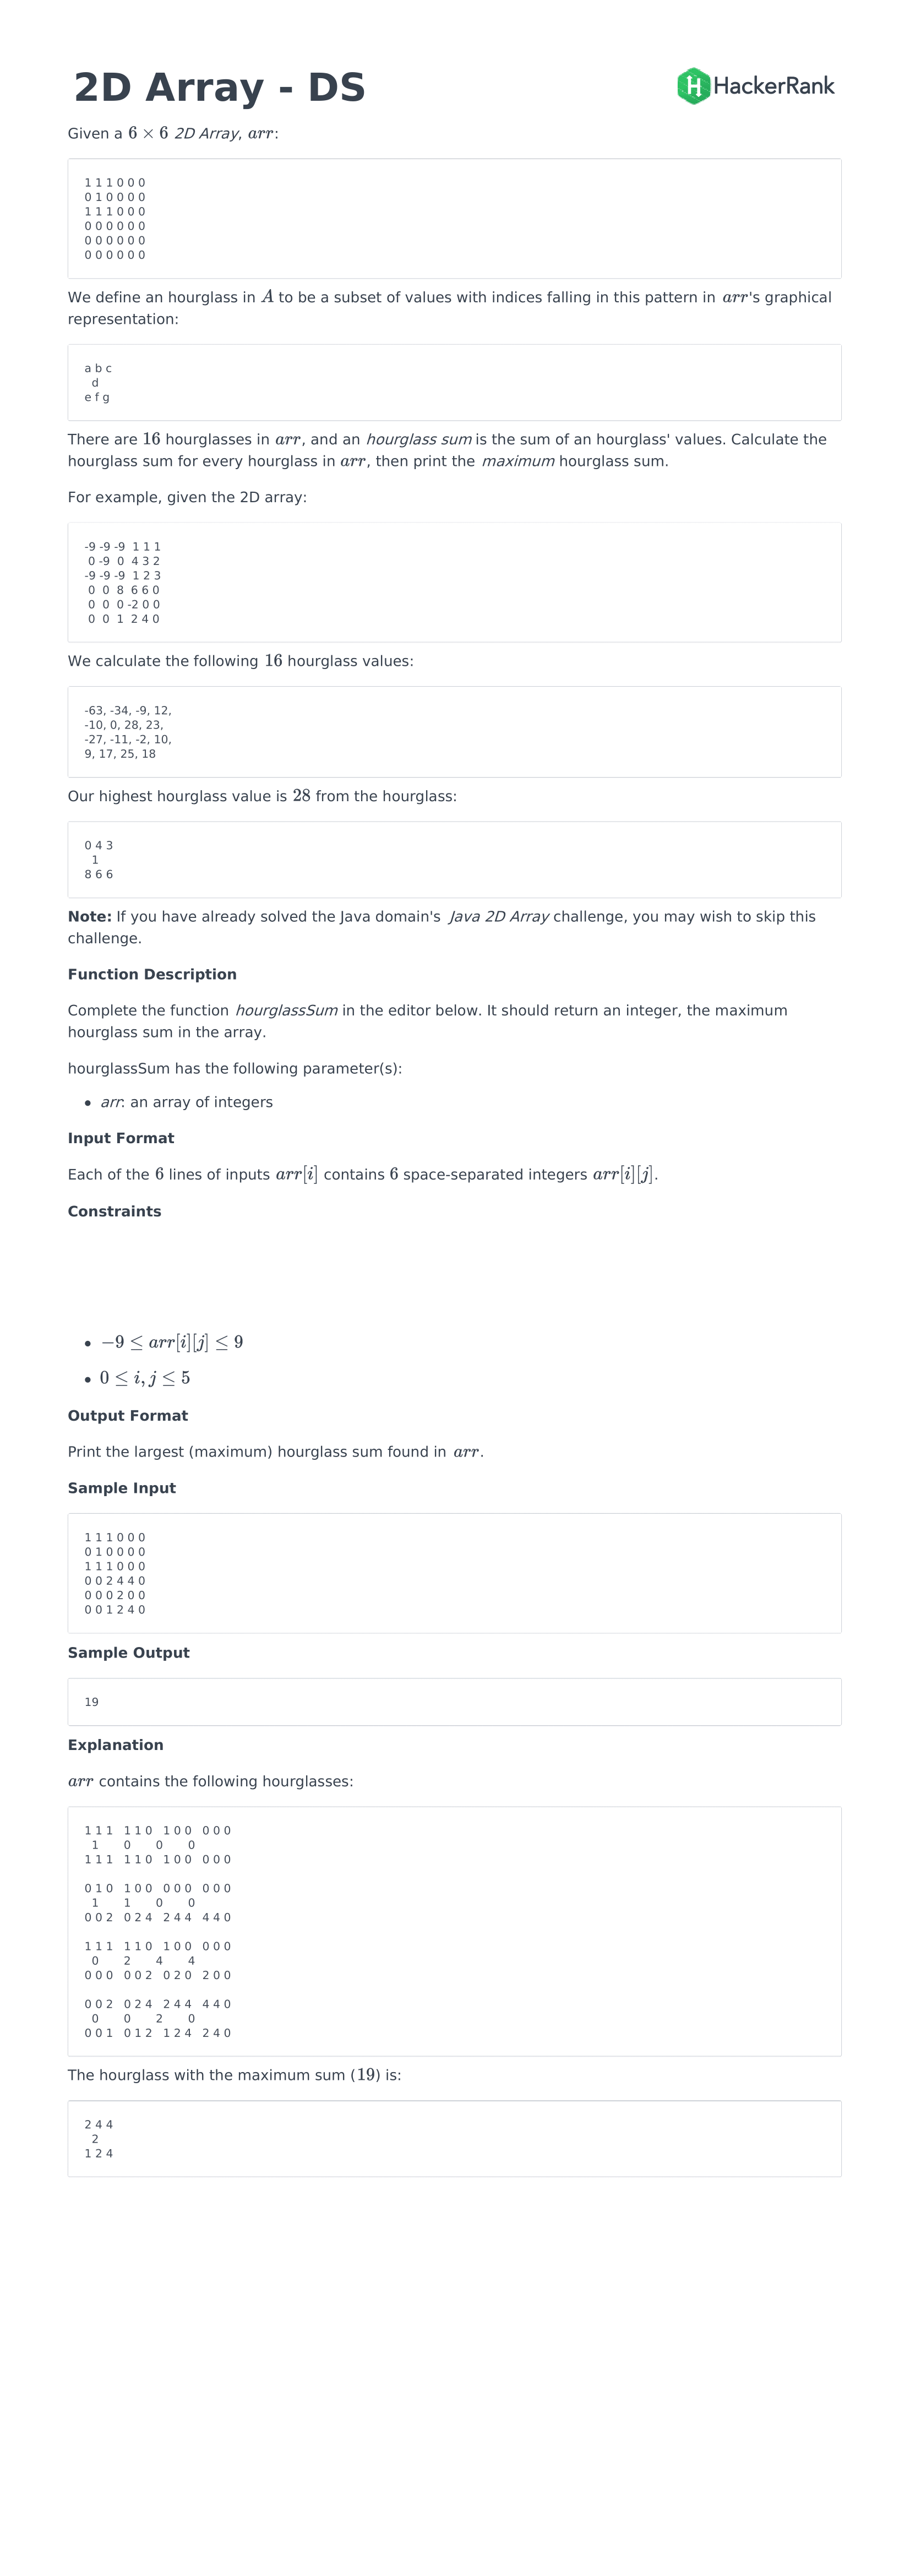 2D Array - DS
HackerRank
Given a 6 × 6 2D Array, arr:
1 1 1 0 0 0
0 1 0 0 0 0
1 1 1 0 0 0
0 0 0 0 0 0
0 0 0 0 0 0
0 0 0 0 0 0
We define an hourglass in A to be a subset of values with indices falling in this pattern in arr's graphical
representation:
a b c
d
e f g
There are 16 hourglasses in arr, and an hourglass sum is the sum of an hourglass' values. Calculate the
hourglass sum for every hourglass in arr, then print the maximum hourglass sum.
For example, given the 2D array:
-9 -9 -9 1 1 1
0 -9 0 4 3 2
-9 -9 -9 1 2 3
0 0 8 6 6 0
0 0 0 -2 0 0
0 0 1 2 4 0
We calculate the following 16 hourglass values:
-63, -34, -9, 12,
-10, 0, 28, 23,
-27, -11, -2, 10,
9, 17, 25, 18
Our highest hourglass value is 28 from the hourglass:
0 4 3
1
8 6 6
Note: If you have already solved the Java domain's Java 2D Array challenge, you may wish to skip this
challenge.
Function Description
Complete the function hourglassSum in the editor below. It should return an integer, the maximum
hourglass sum in the array.
hourglassSum has the following parameter(s):
• arr: an array of integers
Input Format
Each of the 6 lines of inputs arr[i] contains 6 space-separated integers arr[i][j].
Constraints
• −9 ≤ arr[i][j] ≤ 9
• 0 ≤ i, j ≤ 5
Output Format
Print the largest (maximum) hourglass sum found in arr.
Sample Input
1 1 1 0 0 0
0 1 0 0 0 0
1 1 1 0 0 0
0 0 2 4 4 0
0 0 0 2 0 0
0 0 1 2 4 0
Sample Output
19
Explanation
arr contains the following hourglasses:
1 1 1 1 1 0 1 0 0 0 0 0
1 0 0 0
1 1 1 1 1 0 1 0 0 0 0 0
0 1 0 1 0 0 0 0 0 0 0 0
1 1 0 0
0 0 2 0 2 4 2 4 4 4 4 0
1 1 1 1 1 0 1 0 0 0 0 0
0 2 4 4
0 0 0 0 0 2 0 2 0 2 0 0
0 0 2 0 2 4 2 4 4 4 4 0
0 0 2 0
0 0 1 0 1 2 1 2 4 2 4 0
The hourglass with the maximum sum (19) is:
2 4 4
2
1 2 4